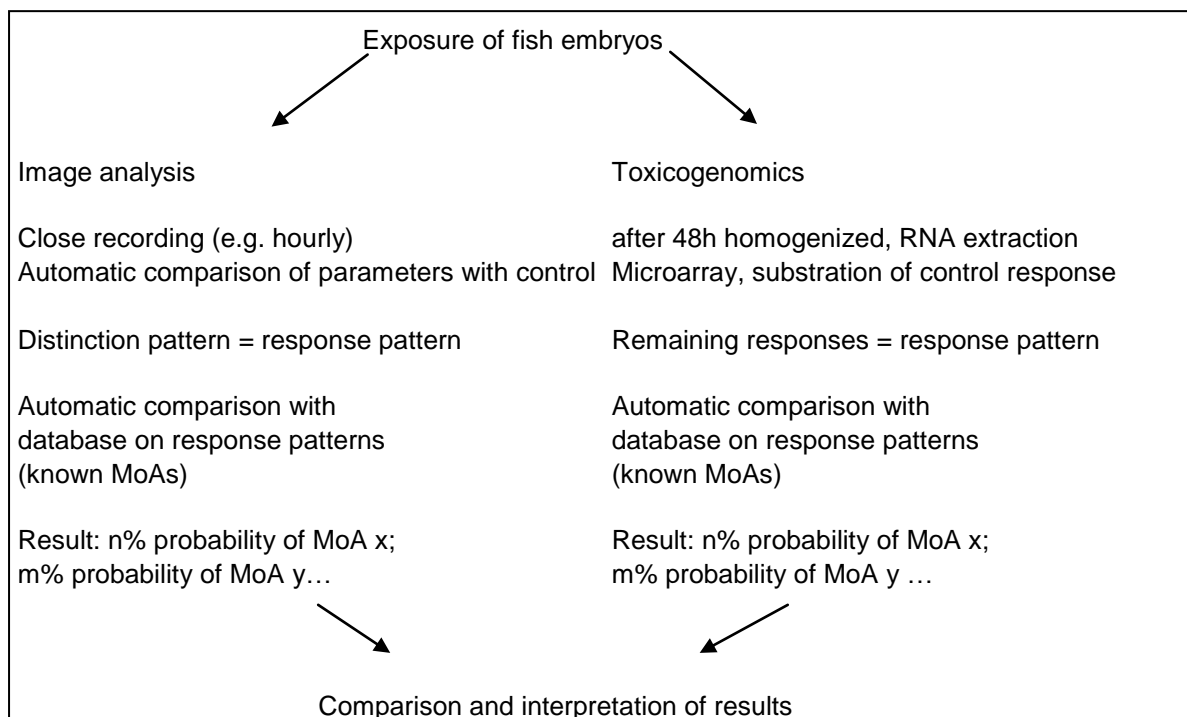 Exposure of fish embryos
Image analysis
Close recording (e.g. hourly)
Automatic comparison of parameters with control
Distinction pattern = response pattern
Automatic comparison with
database on response patterns
(known MoAs)
Result: n% probability of MoA x;
m% probability of MoA y…
Toxicogenomics
after 48h homogenized, RNA extraction
Microarray, substration of control response
Remaining responses = response pattern
Automatic comparison with
database on response patterns
(known MoAs)
Result: n% probability of MoA x;
m% probability of MoA y …
Comparison and interpretation of results